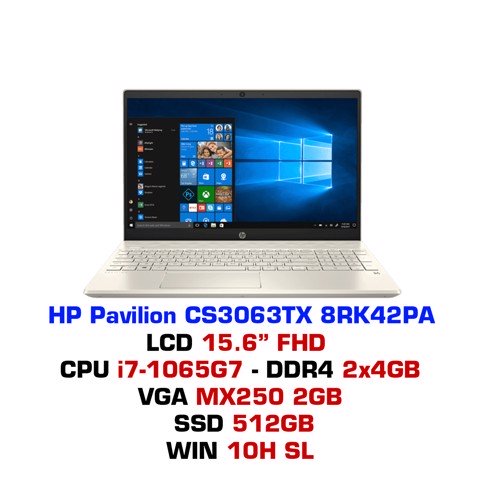 HP Pavilion CS3063TX 8RK42PA
LCD 15.6” FHD
CPU i7-1065G7 - DDR4 2x4GB
VGA MX250 2GB
SSD 512GB
WIN 10H SL